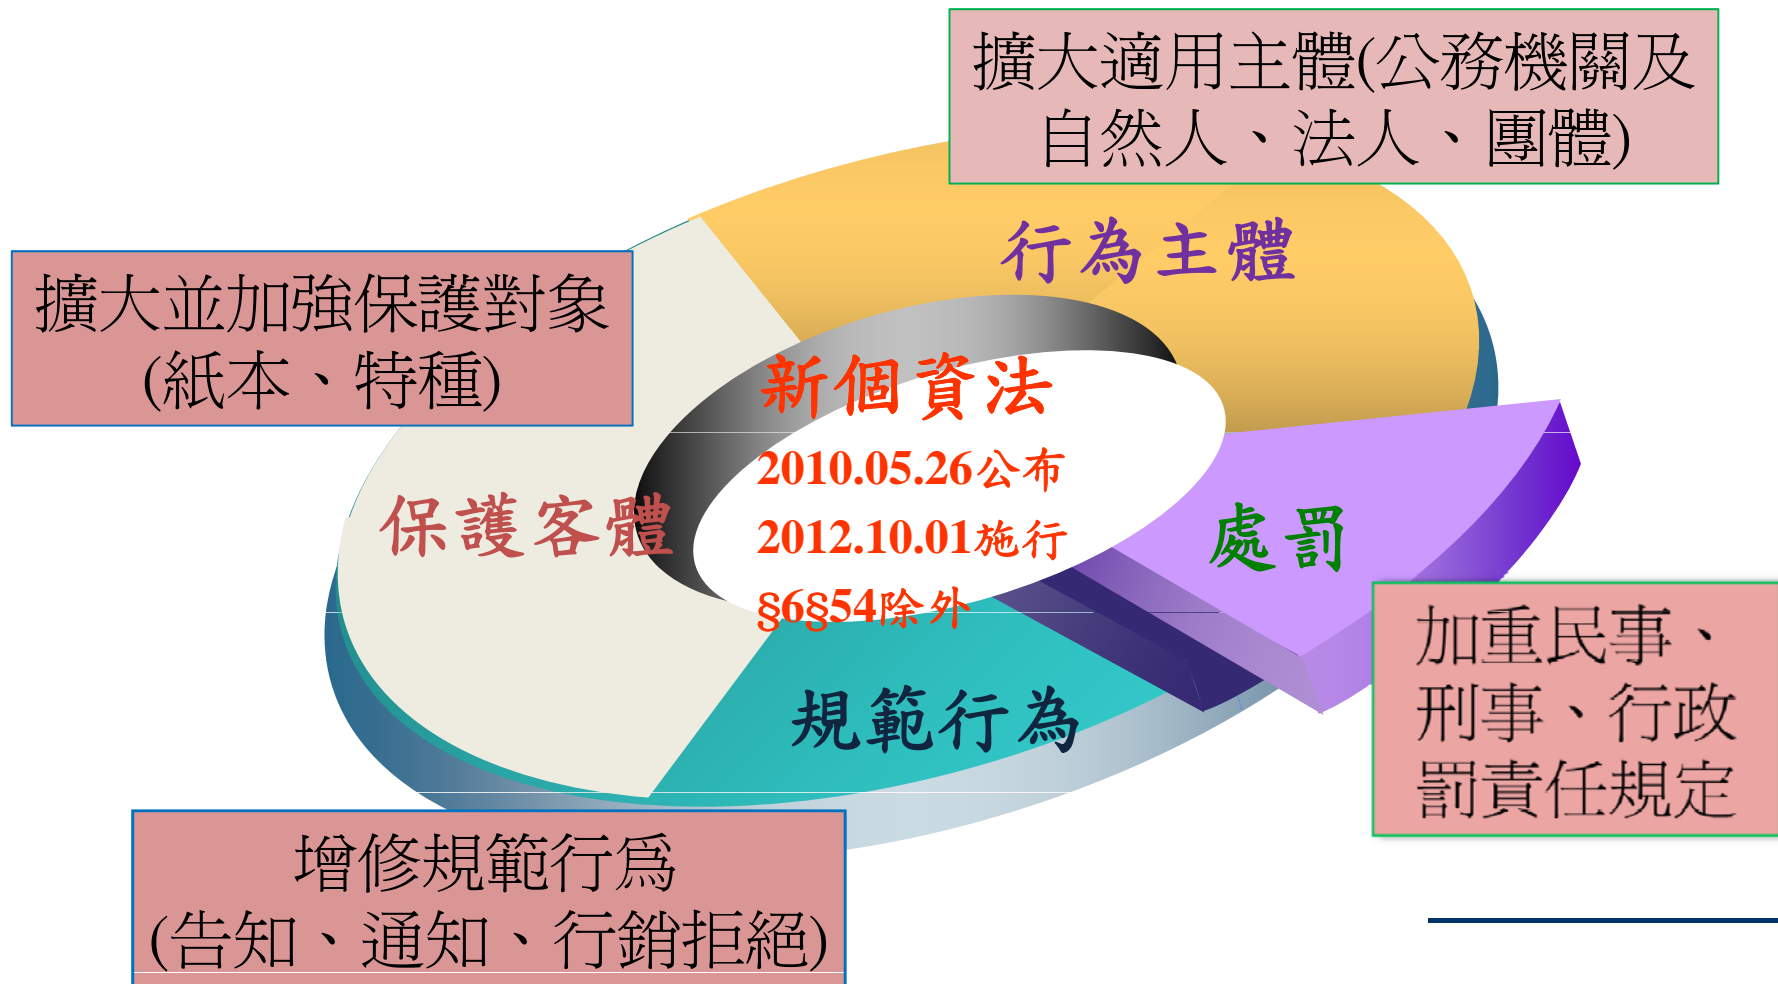 擴大適用主體(公務機關及
自然人、法人、團體)
行為主體
擴大並加強保護對象
(紙本、特種)
新個資法
2010.05.26公布
2012.10.01施行
§6§54除外
保護客體
處罰
加重民事、
刑事、行政
罰責任規定
規範行為
增修規範行爲
(告知、通知、行銷拒絕)